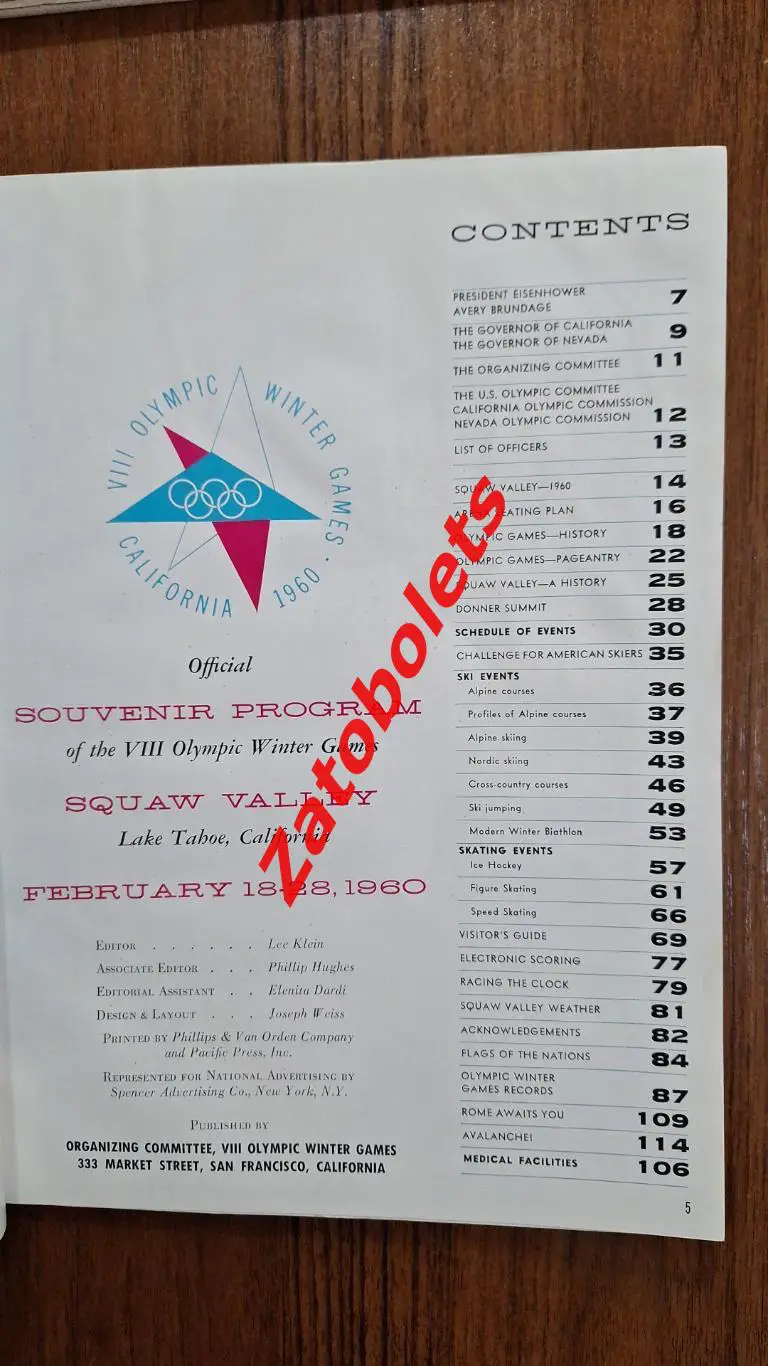 VIII OLYMPIC WINTER GAMES •
CALIFORNIA 1960
Official
SOUVENIR PROGRAM
of the VIII Olympic Winter Games
SQUAW VALLEY
Lake Tahoe, California
FEBRUARY 18-28, 1960
EDITOR . . . . . . Lee Klein
ASSOCIATE EDITOR . . . Phillip Hughes
EDITORIAL ASSISTANT . . Elenita Dardi
DESIGN & LAYOUT . . . Joseph Weiss
PRINTED BY Phillips & Van Orden Company
and Pacific Press, Inc.
REPRESENTED FOR NATIONAL ADVERTISING BY
Spencer Advertising Co., New York, N.Y.
PUBLISHED BY
ORGANIZING COMMITTEE, VIII OLYMPIC WINTER GAMES
333 MARKET STREET, SAN FRANCISCO, CALIFORNIA
CONTENTS
PRESIDENT EISENHOWER
AVERY BRUNDAGE 7
THE GOVERNOR OF CALIFORNIA
THE GOVERNOR OF NEVADA 9
THE ORGANIZING COMMITTEE 11
THE U.S. OLYMPIC COMMITTEE
CALIFORNIA OLYMPIC COMMISSION
NEVADA OLYMPIC COMMISSION 12
LIST OF OFFICERS 13
SQUAW VALLEY—1960 14
ARENA SEATING PLAN 16
OLYMPIC GAMES—HISTORY 18
OLYMPIC GAMES—PAGEANTRY 22
SQUAW VALLEY—A HISTORY 25
DONNER SUMMIT 28
SCHEDULE OF EVENTS 30
CHALLENGE FOR AMERICAN SKIERS 35
SKI EVENTS
Alpine courses 36
Profiles of Alpine courses 37
Alpine skiing 39
Nordic skiing 43
Cross-country courses 46
Ski jumping 49
Modern Winter Biathlon 53
SKATING EVENTS
Ice Hockey 57
Figure Skating 61
Speed Skating 66
VISITOR'S GUIDE 69
ELECTRONIC SCORING 77
RACING THE CLOCK 79
SQUAW VALLEY WEATHER 81
ACKNOWLEDGEMENTS 82
FLAGS OF THE NATIONS 84
OLYMPIC WINTER
GAMES RECORDS 87
ROME AWAITS YOU 109
AVALANCHE! 114
MEDICAL FACILITIES 106
5
Zatobolets